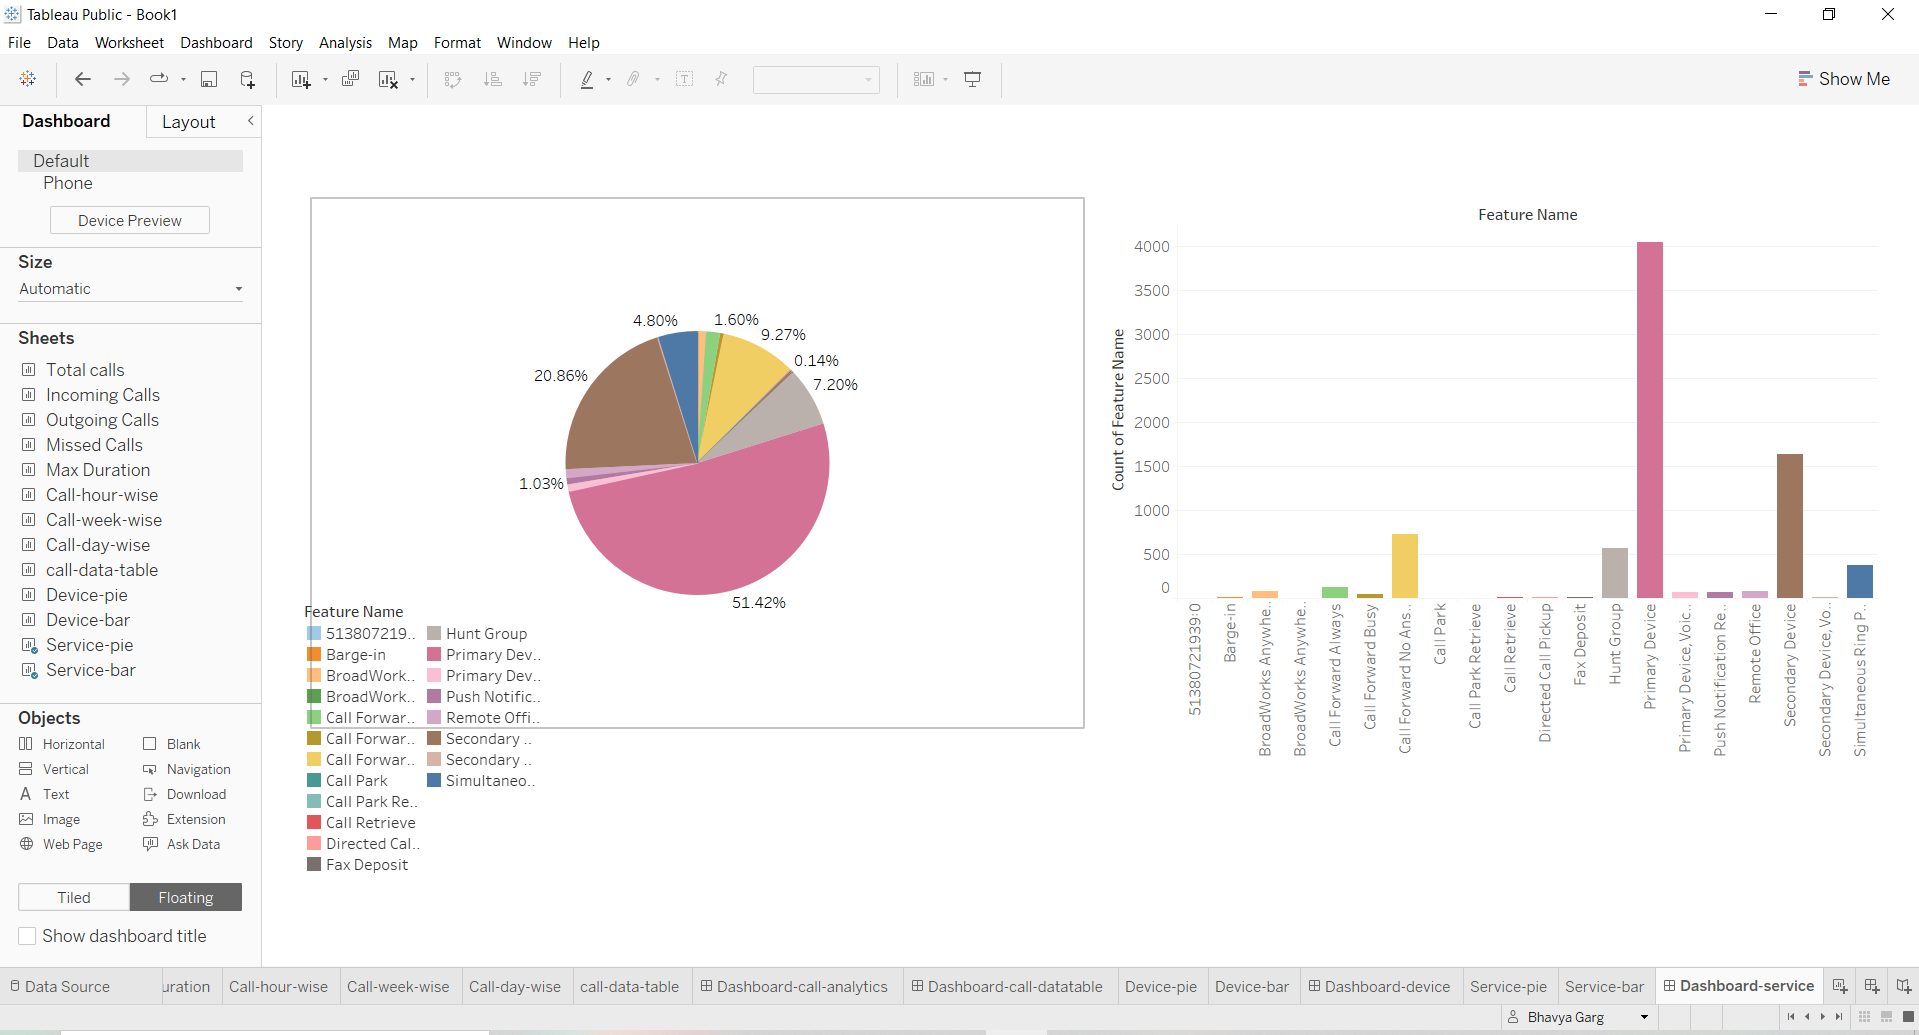 Tableau Public - Book1
File Data Worksheet Dashboard Story Analysis Map Format Window Help
Show Me
Dashboard Layout
Default
Phone
Device Preview
Size
Automatic
Sheets
Total calls
Incoming Calls
Outgoing Calls
Missed Calls
Max Duration
Call-hour-wise
Call-week-wise
Call-day-wise
call-data-table
Device-pie
Device-bar
Service-pie
Service-bar
Objects
Horizontal Blank
Vertical Navigation
Text Download
Image Extension
Web Page Ask Data
Tiled Floating
Show dashboard title
4.80%
1.60%
9.27%
0.14%
7.20%
20.86%
1.03%
51.42%
Feature Name
513807219..
Barge-in
BroadWork..
BroadWork..
Call Forwar..
Call Forwar..
Call Forwar..
Call Park
Call Park Re..
Call Retrieve
Directed Cal..
Fax Deposit
Hunt Group
Primary Dev..
Primary Dev..
Push Notific..
Remote Offi..
Secondary ..
Secondary ..
Simultaneo..
Feature Name
Count of Feature Name
4000
3500
3000
2500
2000
1500
1000
500
0
51380721939:0
Barge-in
BroadWorks Anywhe..
BroadWorks Anywhe..
Call Forward Always
Call Forward Busy
Call Forward No Ans..
Call Park
Call Park Retrieve
Call Retrieve
Directed Call Pickup
Fax Deposit
Hunt Group
Primary Device
Primary Device,Voic..
Push Notification Re..
Remote Office
Secondary Device
Secondary Device,Vo..
Simultaneous Ring P..
Data Source uration Call-hour-wise Call-week-wise Call-day-wise call-data-table Dashboard-call-analytics Dashboard-call-datatable Device-pie Device-bar Dashboard-device Service-pie Service-bar Dashboard-service
Bhavya Garg